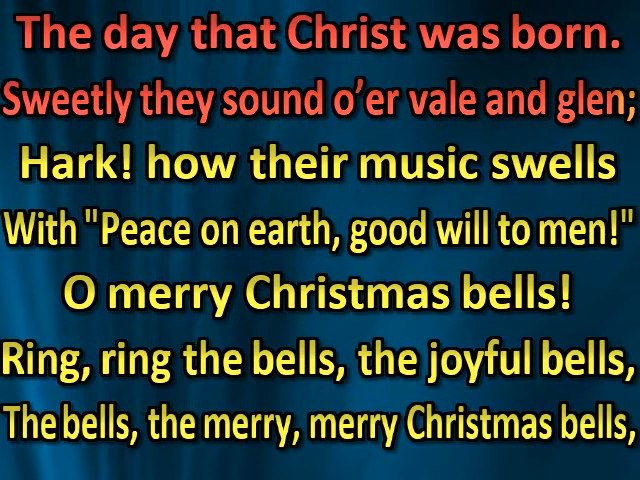 The day that Christ was born.
Sweetly they sound o’er vale and glen;
Hark! how their music swells
With "Peace on earth, good will to men!"
O merry Christmas bells!
Ring, ring the bells, the joyful bells,
The bells, the merry, merry Christmas bells,